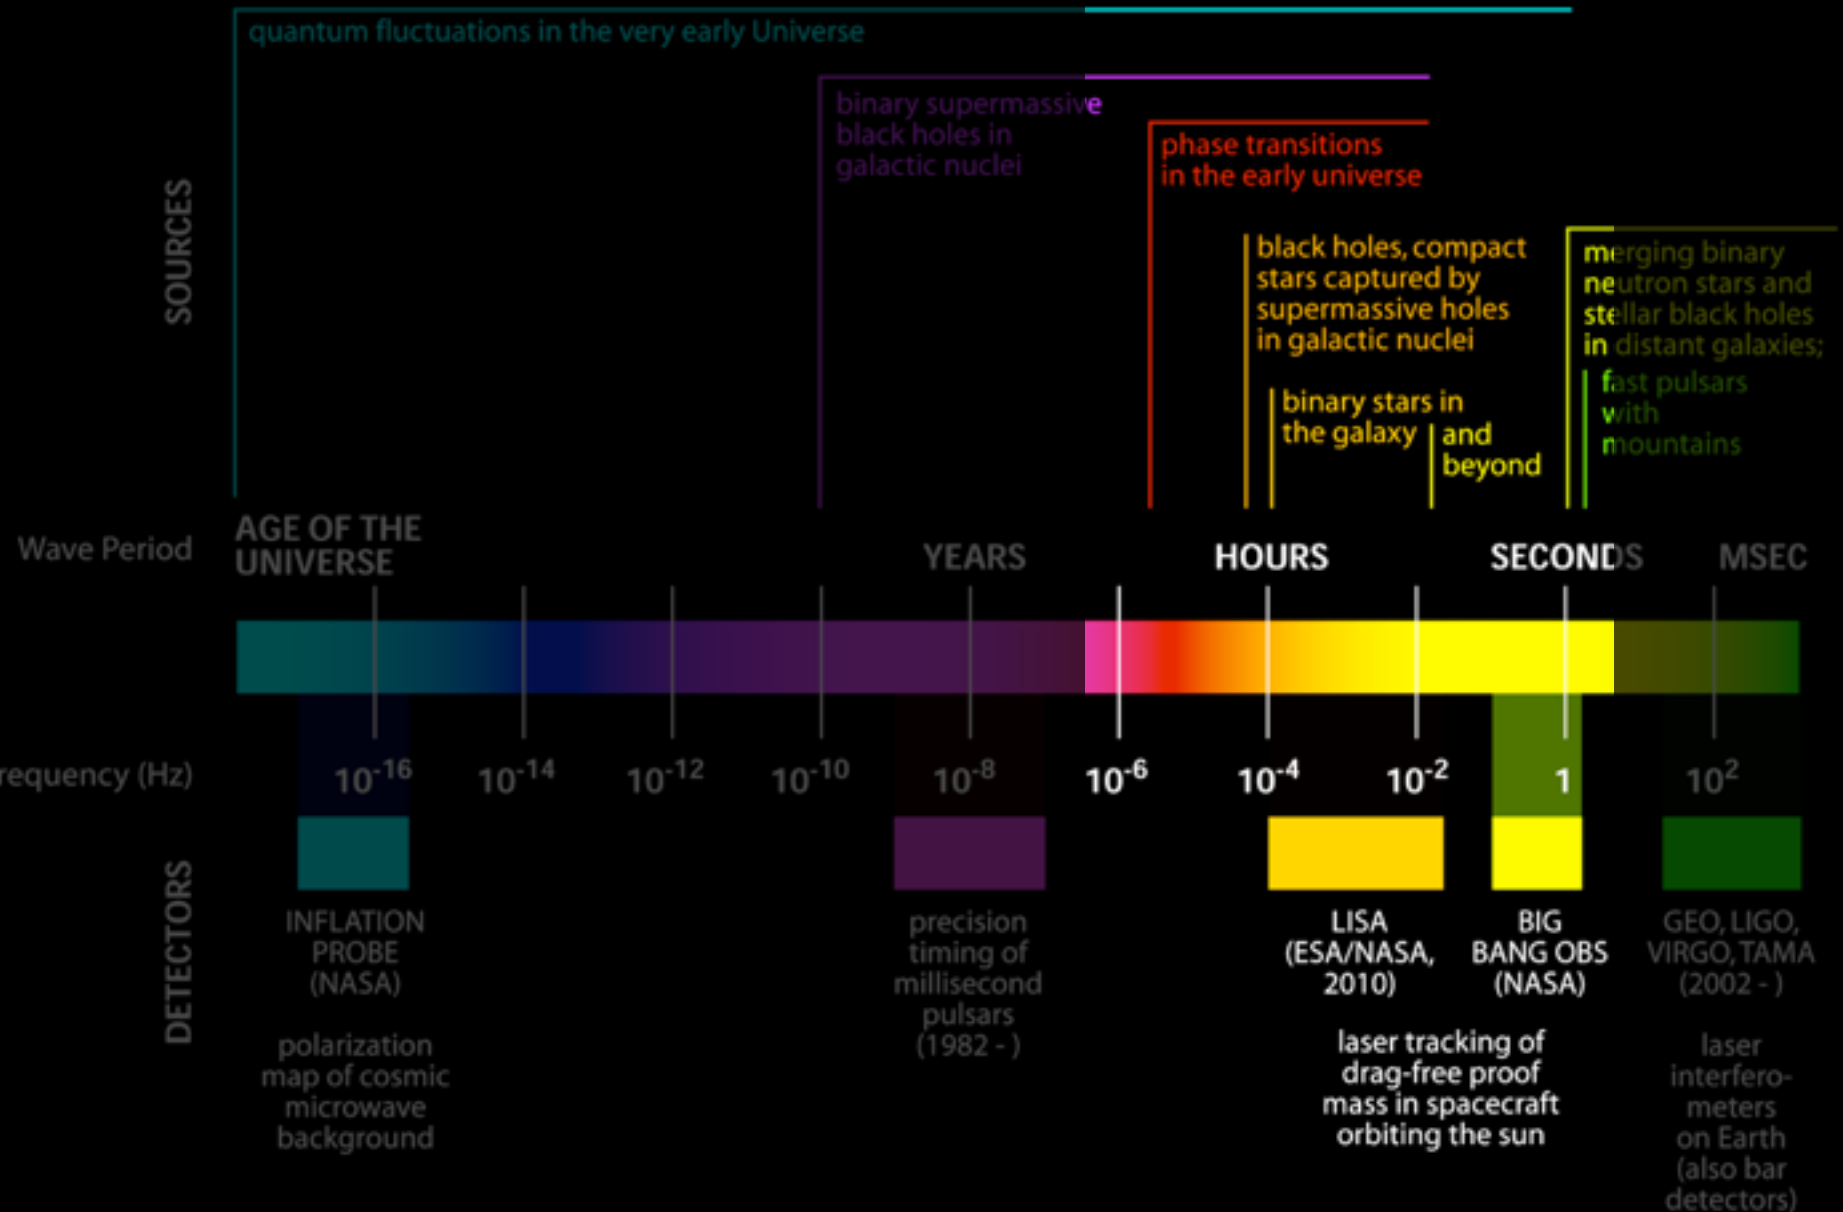 quantum fluctuations in the very early Universe
binary supermassive
black holes in
galactic nuclei
phase transitions
in the early universe
SOURCES
black holes, compact
stars captured by
supermassive holes
in galactic nuclei
binary stars in
the galaxy
and
beyond
merging binary
neutron stars and
stellar black holes
in distant galaxies;
fast pulsars
with
mountains
Wave Period
AGE OF THE
UNIVERSE
YEARS
HOURS
SECONDS
MSEC
requency (Hz)
10⁻¹⁶
10⁻¹⁴
10⁻¹²
10⁻¹⁰
10⁻⁸
10⁻⁶
10⁻⁴
10⁻²
1
10²
DETECTORS
INFLATION
PROBE
(NASA)
polarization
map of cosmic
microwave
background
precision
timing of
millisecond
pulsars
(1982 - )
LISA
(ESA/NASA,
2010)
BIG
BANG OBS
(NASA)
laser tracking of
drag-free proof
mass in spacecraft
orbiting the sun
GEO, LIGO,
VIRGO, TAMA
(2002 - )
laser
interfero-
meters
on Earth
(also bar
detectors)